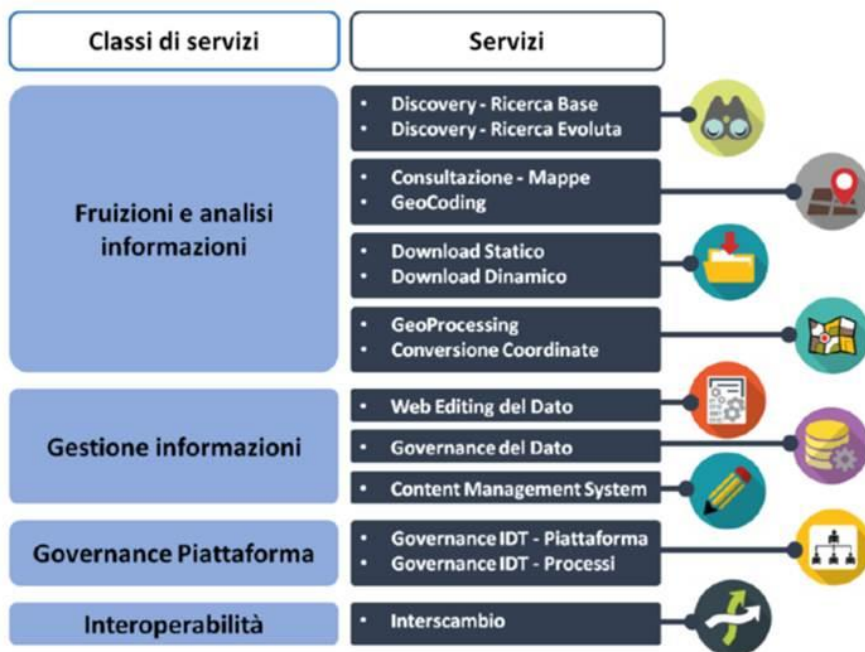 Classi di servizi
Servizi
Fruizioni e analisi
informazioni
• Discovery - Ricerca Base
• Discovery - Ricerca Evoluta
• Consultazione - Mappe
• GeoCoding
• Download Statico
• Download Dinamico
• GeoProcessing
• Conversione Coordinate
Gestione informazioni
• Web Editing del Dato
• Governance del Dato
• Content Management System
Governance Piattaforma
• Governance IDT - Piattaforma
• Governance IDT - Processi
Interoperabilità
• Interscambio